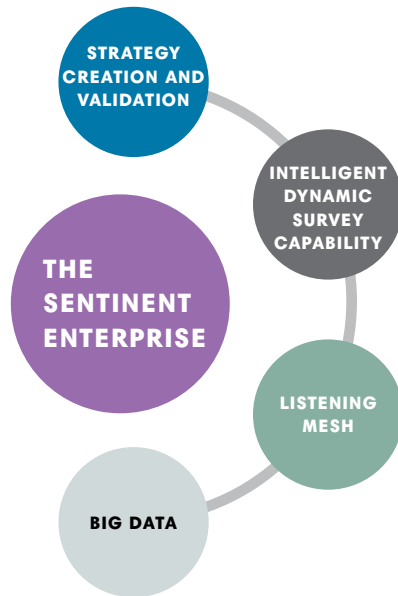 STRATEGY
CREATION AND
VALIDATION
INTELLIGENT
DYNAMIC
SURVEY
CAPABILITY
THE
SENTINENT
ENTERPRISE
LISTENING
MESH
BIG DATA